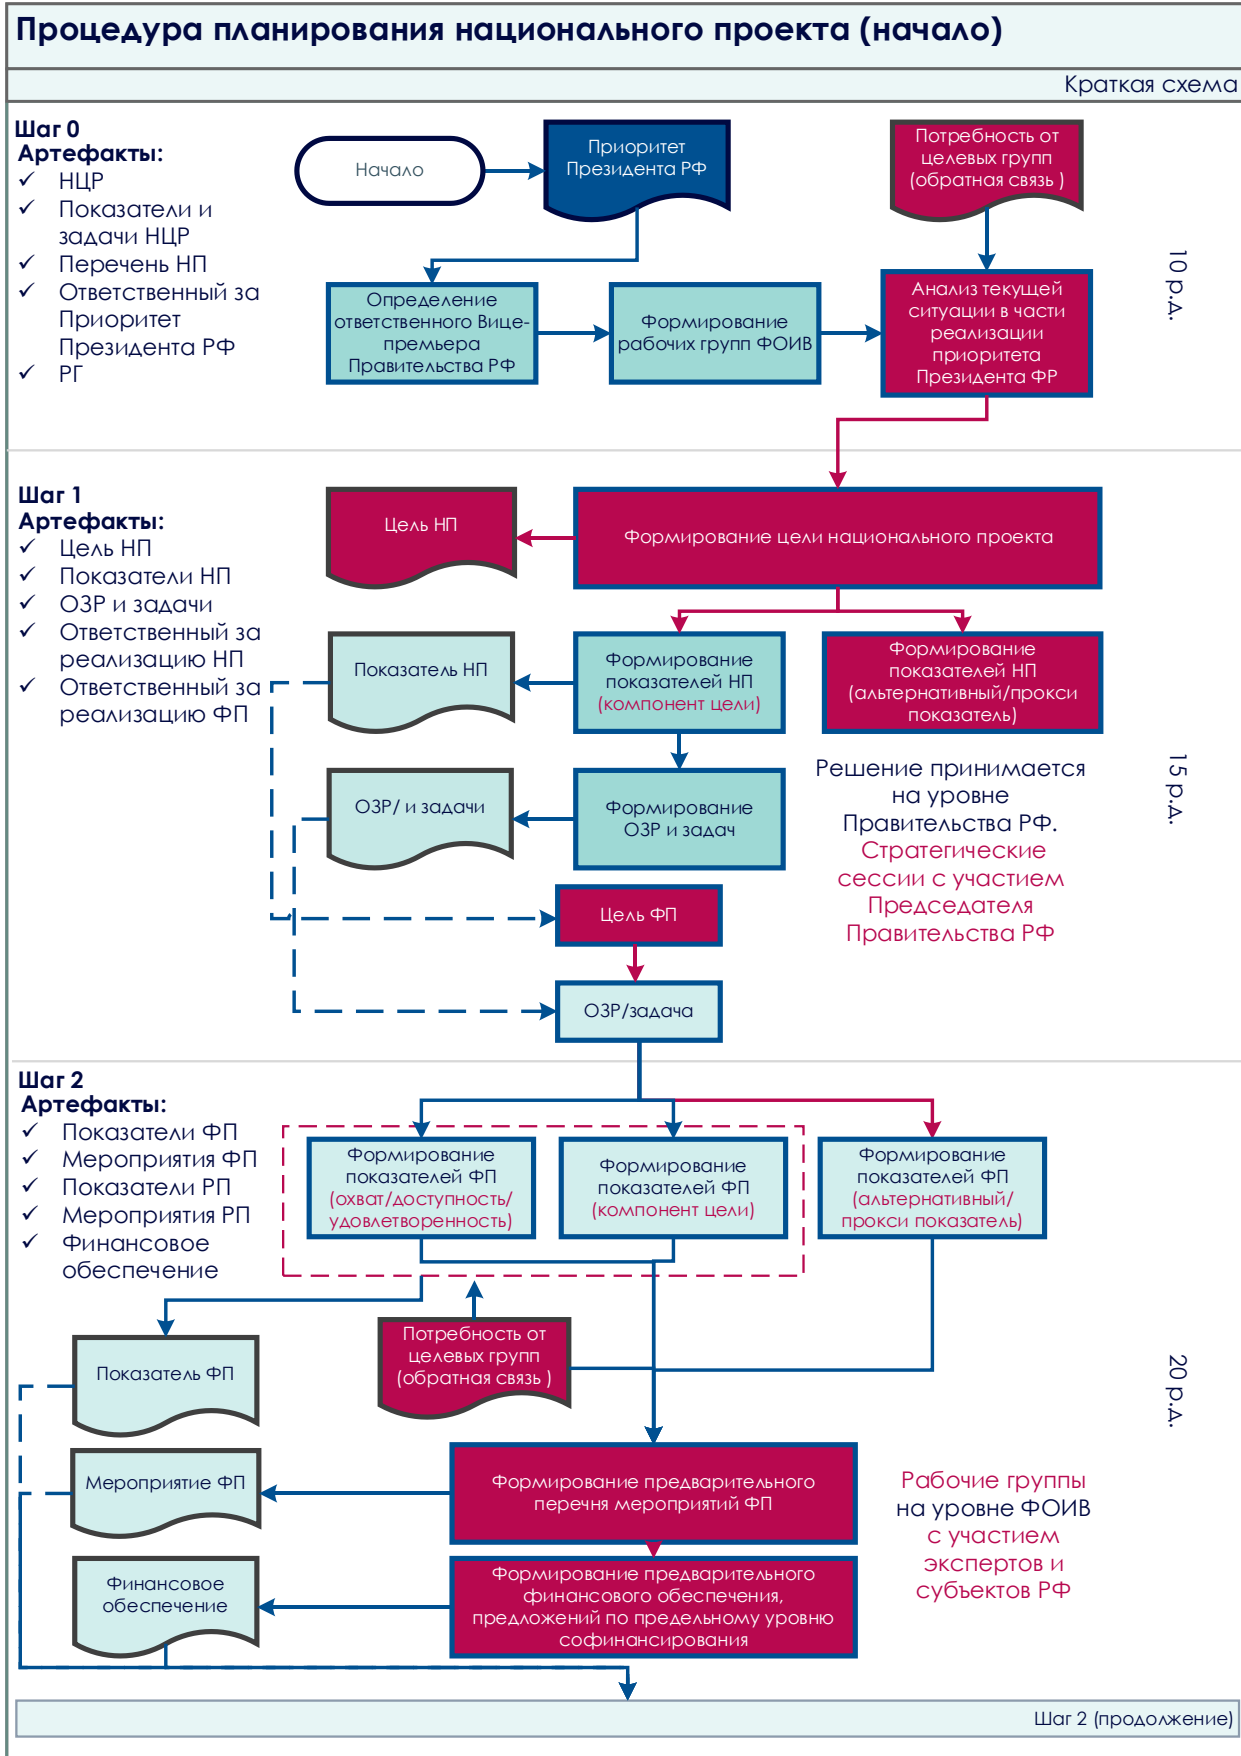 Процедура планирования национального проекта (начало)
Краткая схема
Шаг 0
Артефакты:
✓ НЦР
✓ Показатели и
задачи НЦР
✓ Перечень НП
✓ Ответственный за
Приоритет
Президента РФ
✓ РГ
Начало
Приоритет
Президента РФ
Потребность от
целевых групп
(обратная связь )
Определение
ответственного Вице-
премьера
Правительства РФ
Формирование
рабочих групп ФОИВ
Анализ текущей
ситуации в части
реализации
приоритета
Президента ФР
10 р.д.
Шаг 1
Артефакты:
✓ Цель НП
✓ Показатели НП
✓ ОЗР и задачи
✓ Ответственный за
реализацию НП
✓ Ответственный за
реализацию ФП
Цель НП
Формирование цели национального проекта
Показатель НП
Формирование
показателей НП
(компонент цели)
Формирование
показателей НП
(альтернативный/прокси
показатель)
ОЗР/ и задачи
Формирование
ОЗР и задач
Решение принимается
на уровне
Правительства РФ.
Стратегические
сессии с участием
Председателя
Правительства РФ
15 р.д.
Цель ФП
ОЗР/задача
Шаг 2
Артефакты:
✓ Показатели ФП
✓ Мероприятия ФП
✓ Показатели РП
✓ Мероприятия РП
✓ Финансовое
обеспечение
Формирование
показателей ФП
(охват/доступность/
удовлетворенность)
Формирование
показателей ФП
(компонент цели)
Формирование
показателей ФП
(альтернативный/
прокси показатель)
Показатель ФП
Потребность от
целевых групп
(обратная связь )
20 р.д.
Мероприятие ФП
Формирование предварительного
перечня мероприятий ФП
Рабочие группы
на уровне ФОИВ
с участием
экспертов и
субъектов РФ
Финансовое
обеспечение
Формирование предварительного
финансового обеспечения,
предложений по предельному уровню
софинансирования
Шаг 2 (продолжение)